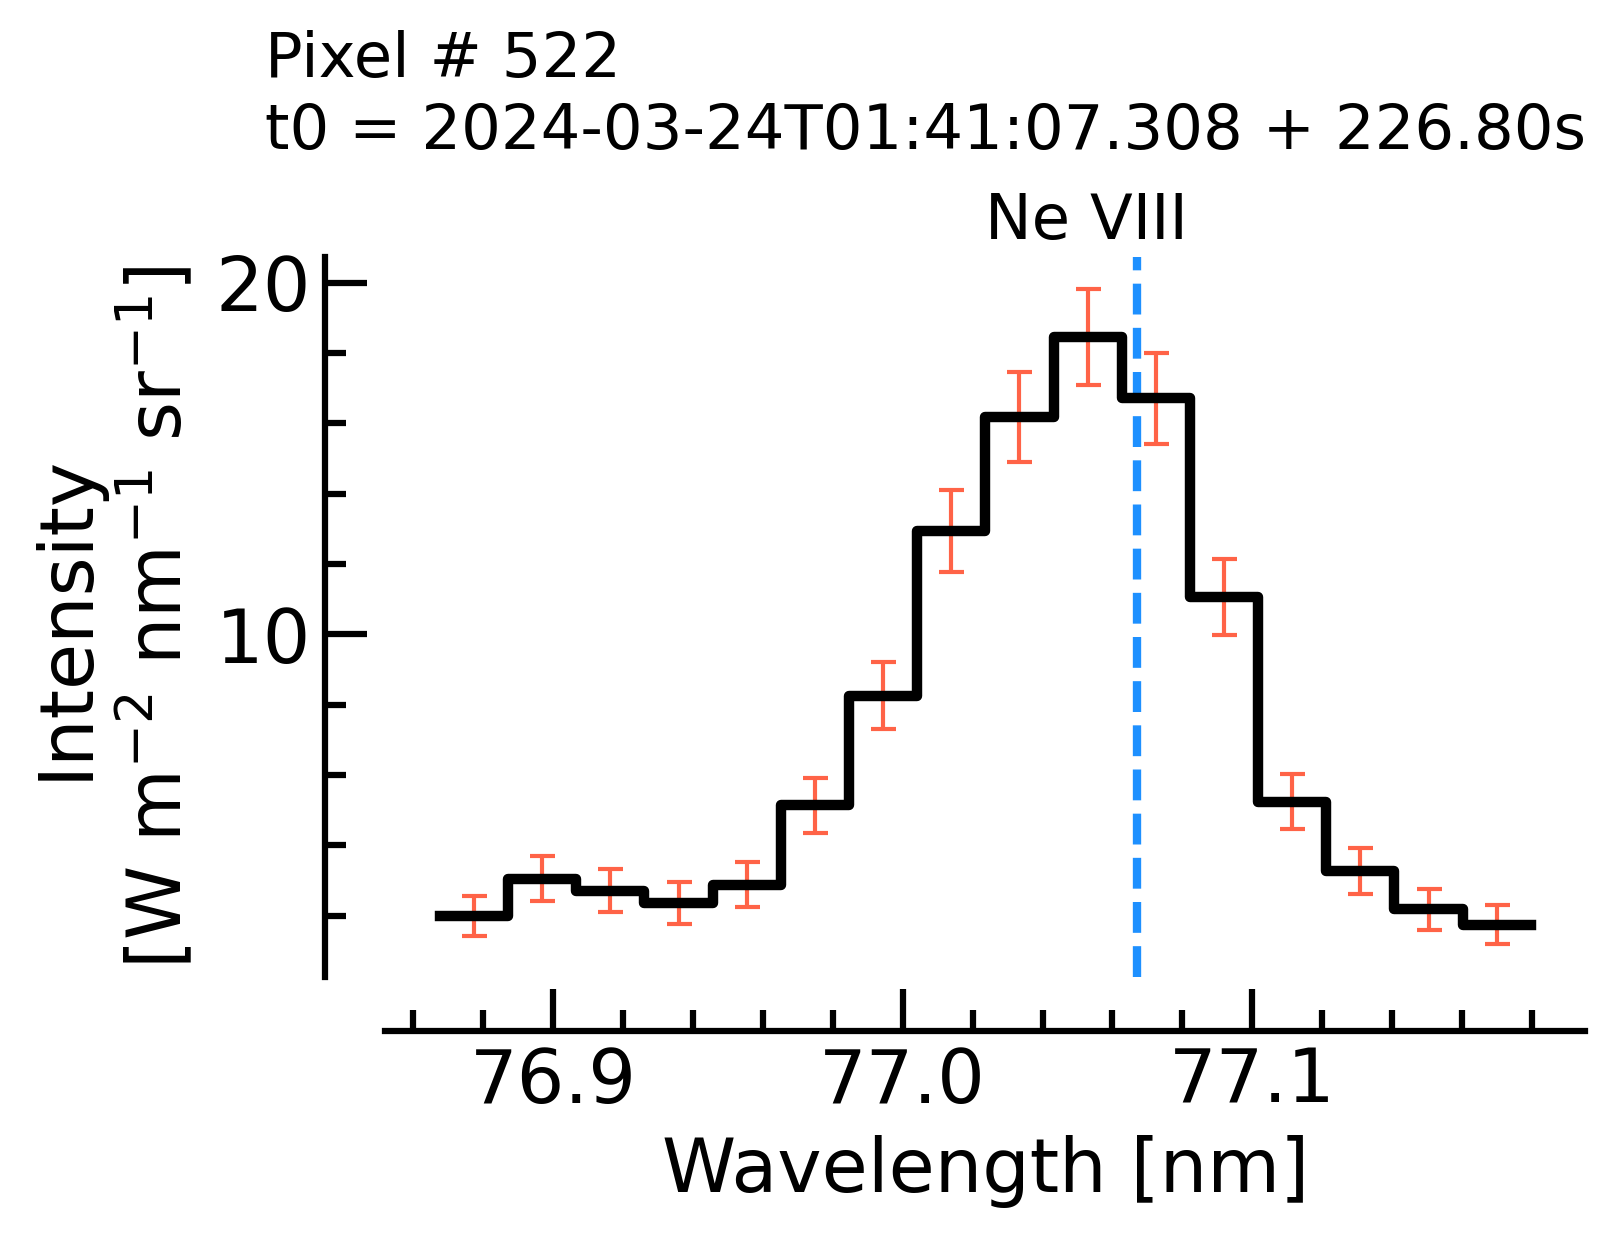 Pixel # 522
t0 = 2024-03-24T01:41:07.308 + 226.80s
Ne VIII
Intensity
[W m⁻² nm⁻¹ sr⁻¹]
20
10
76.9 77.0 77.1
Wavelength [nm]